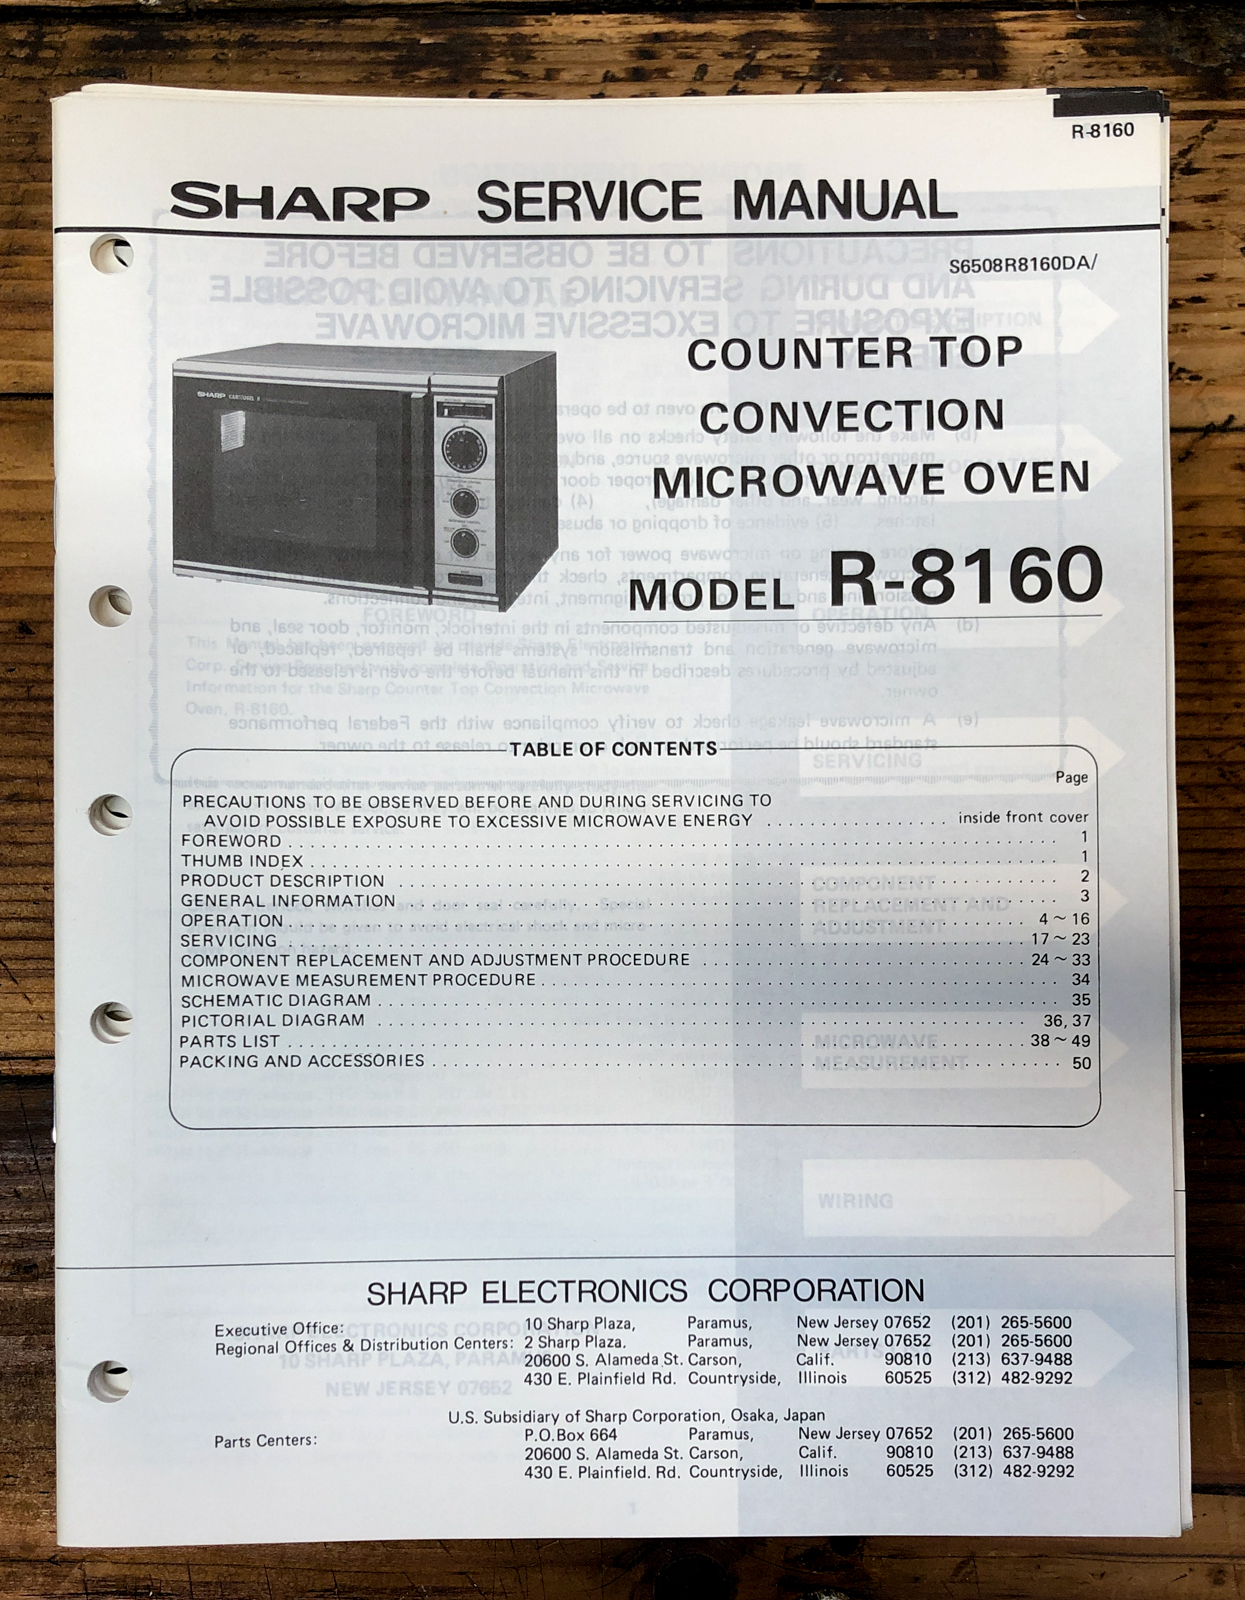 R-8160
SHARP SERVICE MANUAL
S6508R8160DA/
SHARP CAROUSEL II
COUNTER TOP
CONVECTION
MICROWAVE OVEN
MODEL R-8160
TABLE OF CONTENTS
Page
PRECAUTIONS TO BE OBSERVED BEFORE AND DURING SERVICING TO
AVOID POSSIBLE EXPOSURE TO EXCESSIVE MICROWAVE ENERGY . . . . . . . . . . . . . . . . . inside front cover
FOREWORD . . . . . . . . . . . . . . . . . . . . 1
THUMB INDEX . . . . . . . . . . . . . . . . . . . . 1
PRODUCT DESCRIPTION . . . . . . . . . . . . . . . . . . . . 2
GENERAL INFORMATION . . . . . . . . . . . . . . . . . . . . 3
OPERATION . . . . . . . . . . . . . . . . . . . . 4 ~ 16
SERVICING . . . . . . . . . . . . . . . . . . . . 17 ~ 23
COMPONENT REPLACEMENT AND ADJUSTMENT PROCEDURE . . . . . . . . . . . . . . . . . . . . 24 ~ 33
MICROWAVE MEASUREMENT PROCEDURE . . . . . . . . . . . . . . . . . . . . 34
SCHEMATIC DIAGRAM . . . . . . . . . . . . . . . . . . . . 35
PICTORIAL DIAGRAM . . . . . . . . . . . . . . . . . . . . 36, 37
PARTS LIST . . . . . . . . . . . . . . . . . . . . 38 ~ 49
PACKING AND ACCESSORIES . . . . . . . . . . . . . . . . . . . . 50
WIRING
SHARP ELECTRONICS CORPORATION
Executive Office: 10 Sharp Plaza, Paramus, New Jersey 07652 (201) 265-5600
Regional Offices & Distribution Centers: 2 Sharp Plaza. Paramus, New Jersey 07652 (201) 265-5600
20600 S. Alameda St. Carson, Calif. 90810 (213) 637-9488
430 E. Plainfield Rd. Countryside, Illinois 60525 (312) 482-9292
U.S. Subsidiary of Sharp Corporation, Osaka, Japan
Parts Centers: P.O.Box 664 Paramus, New Jersey 07652 (201) 265-5600
20600 S. Alameda St. Carson, Calif. 90810 (213) 637-9488
430 E. Plainfield. Rd. Countryside, Illinois 60525 (312) 482-9292